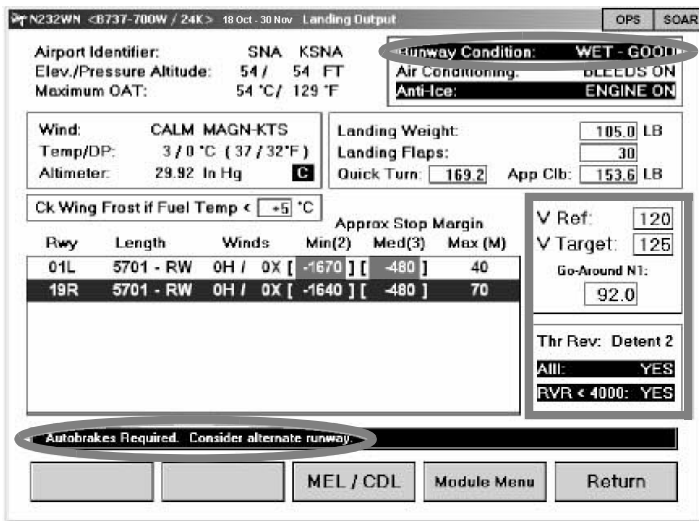 N232WN <B737-700W / 24K> 18 Oct - 30 Nov Landing Output OPS SOAR
Airport Identifier: SNA KSNA
Elev./Pressure Altitude: 54 / 54 FT
Maximum OAT: 54 °C/ 129 °F
Runway Condition: WET - GOOD
Air Conditioning: BLEEDS ON
Anti-Ice: ENGINE ON
Wind: CALM MAGN-KTS
Temp/DP: 3 / 0 °C ( 37 / 32°F )
Altimeter: 29.92 In Hg C
Landing Weight: 105.0 LB
Landing Flaps: 30
Quick Turn: 169.2 App Clb: 153.6 LB
Ck Wing Frost if Fuel Temp < +5 °C
Approx Stop Margin
Rwy Length Winds Min(2) Med(3) Max (M)
01L 5701 - RW 0H / 0X [ -1670 ] [ -480 ] 40
19R 5701 - RW 0H / 0X [ -1640 ] [ -480 ] 70
V Ref: 120
V Target: 125
Go-Around N1:
92.0
Thr Rev: Detent 2
AIII: YES
RVR < 4000: YES
Autobrakes Required. Consider alternate runway.
MEL / CDL Module Menu Return